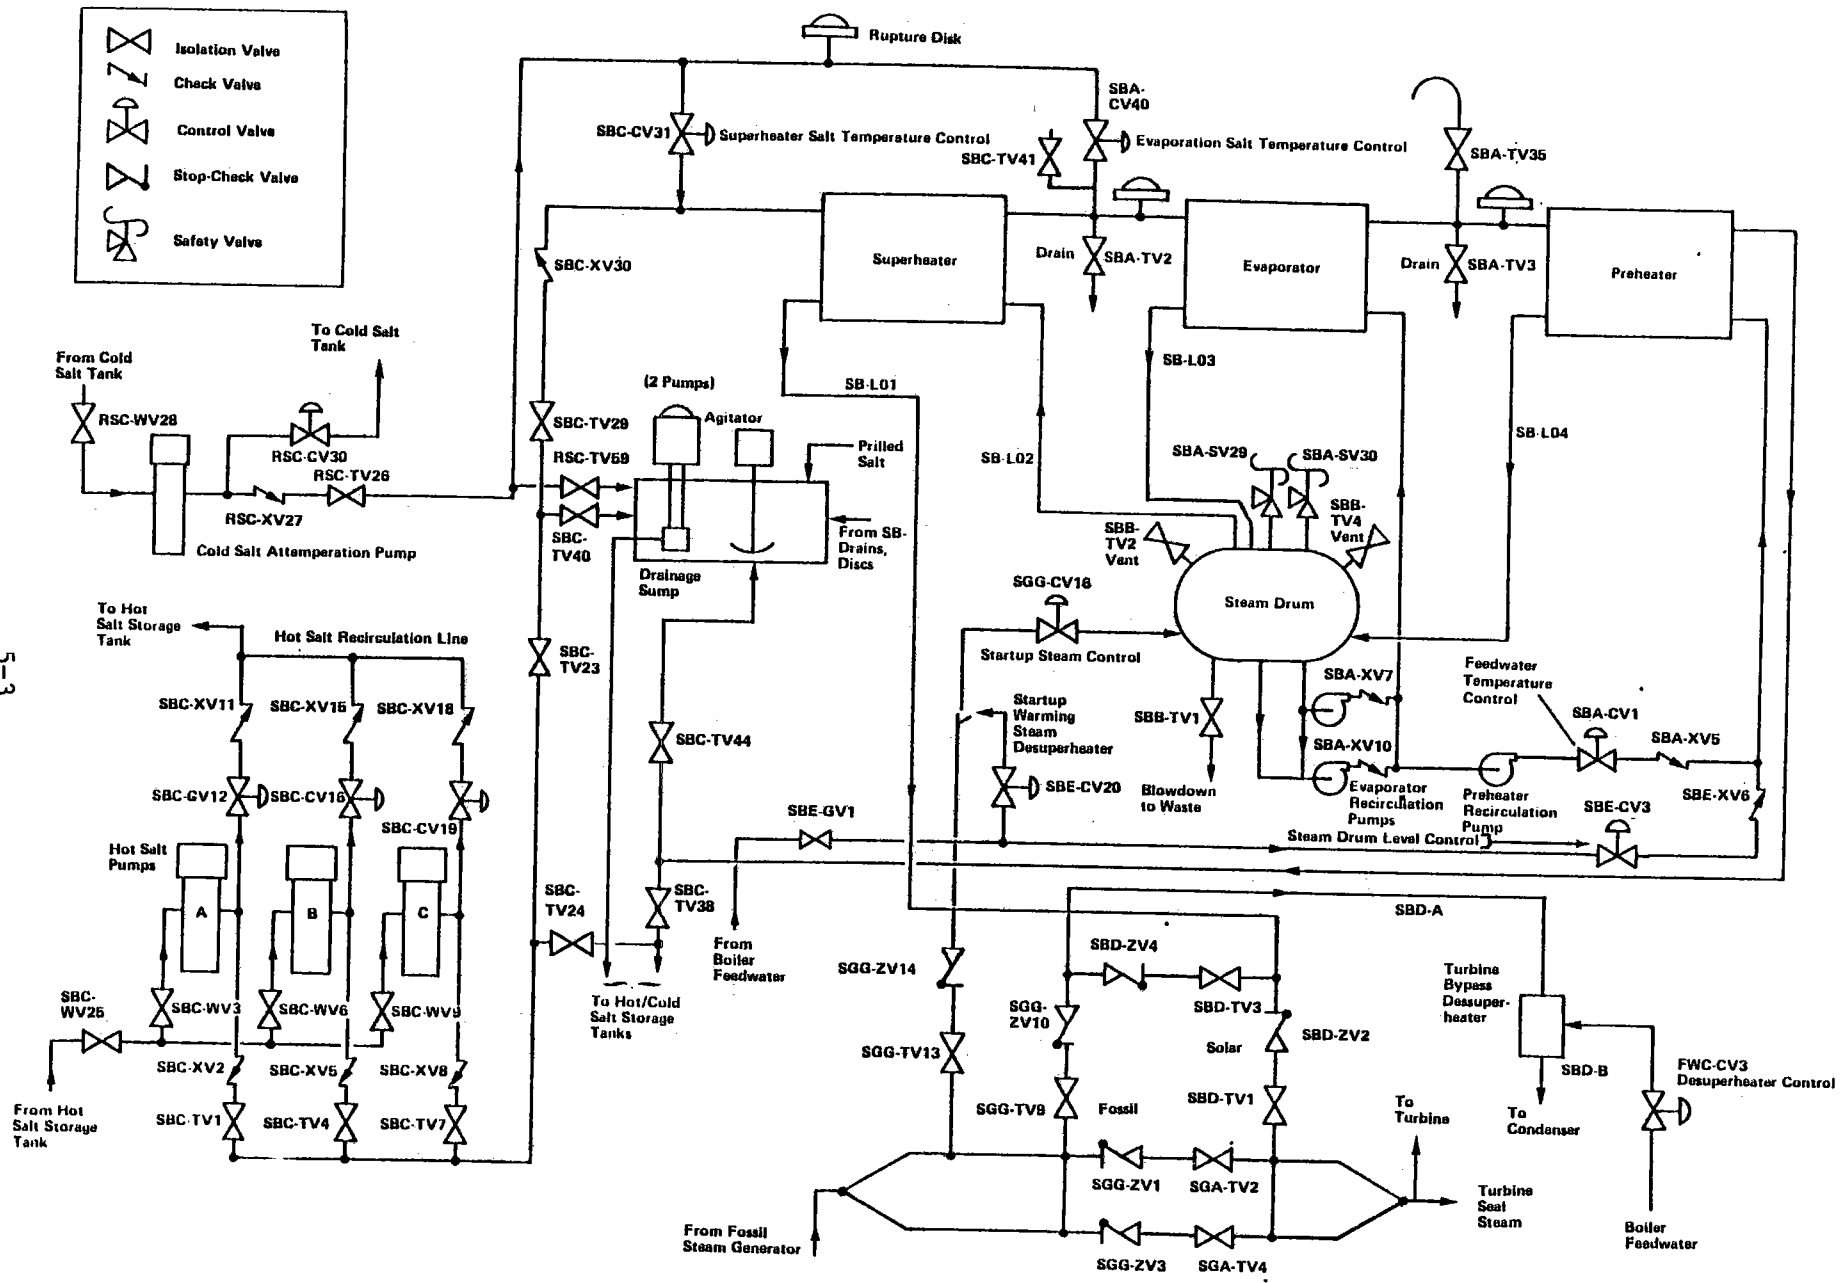 Isolation Valve
Check Valve
Control Valve
Stop-Check Valve
Safety Valve
Rupture Disk
SBA-
CV40
SBC-CV31
Superheater Salt Temperature Control
SBC-TV41
Evaporation Salt Temperature Control
SBA-TV35
SBC-XV30
Superheater
Drain
SBA-TV2
Evaporator
Drain
SBA-TV3
Preheater
To Cold Salt
Tank
From Cold
Salt Tank
RSC-WV28
RSC-CV30
RSC-TV26
RSC-XV27
Cold Salt Attemperation Pump
(2 Pumps)
Agitator
SBC-TV29
RSC-TV59
SBC-
TV40
Prilled
Salt
From SB-
Drains,
Discs
Drainage
Sump
SB-L01
SB-L02
SB-L03
SB-L04
SBA-SV29
SBA-SV30
SBB-
TV2
Vent
SBB-
TV4
Vent
Steam Drum
SGG-CV16
Startup Steam Control
To Hot
Salt Storage
Tank
Hot Salt Recirculation Line
SBC-
TV23
5-3
SBC-XV11
SBC-XV15
SBC-XV18
SBC-TV44
Startup
Warming
Steam
Desuperheater
SBB-TV1
SBA-XV7
Feedwater
Temperature
Control
SBA-CV1
SBA-XV5
SBA-XV10
Evaporator
Recirculation
Pumps
Preheater
Recirculation
Pump
SBE-CV3
SBE-XV6
Blowdown
to Waste
SBE-CV20
SBE-GV1
Steam Drum Level Control
SBC-GV12
SBC-CV16
SBC-CV19
Hot Salt
Pumps
A
B
C
SBC-
TV24
SBC-
TV38
From
Boiler
Feedwater
SBD-A
SBC-
WV25
SBC-WV3
SBC-WV6
SBC-WV9
To Hot/Cold
Salt Storage
Tanks
SGG-ZV14
SBD-ZV4
SGG-
ZV10
SBD-TV3
Solar
SBD-ZV2
Turbine
Bypass
Desuper-
heater
SBD-B
SBC-XV2
SBC-XV5
SBC-XV8
SGG-TV13
FWC-CV3
Desuperheater Control
From Hot
Salt Storage
Tank
SBC-TV1
SBC-TV4
SBC-TV7
SGG-TV9
Fossil
SBD-TV1
To
Turbine
To
Condenser
SGG-ZV1
SGA-TV2
Turbine
Seal
Steam
From Fossil
Steam Generator
SGG-ZV3
SGA-TV4
Boiler
Feedwater